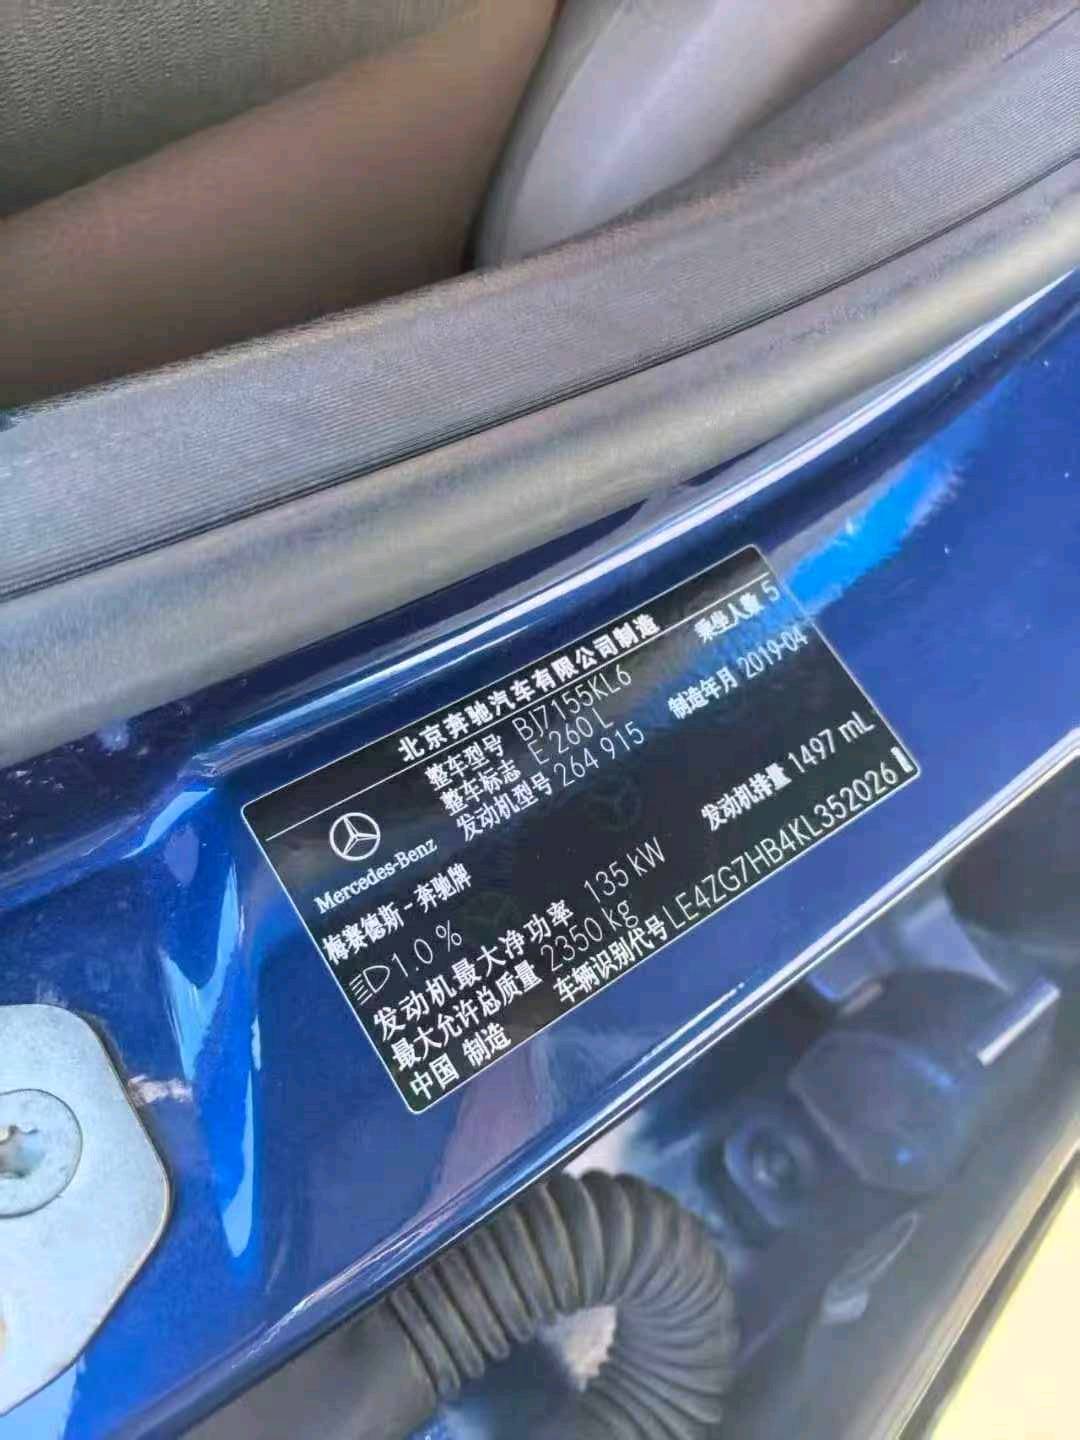 北京奔驰汽车有限公司制造
整车型号 BJ7155KL6 乘坐人数 5
整车标志 E 260 L 制造年月 2019-04
发动机型号 264 915 发动机排量 1497 mL
Mercedes-Benz
梅赛德斯-奔驰牌
1.0 %
发动机最大净功率 135 kW
最大允许总质量 2350 kg
中国 制造 车辆识别代号 LE4ZG7HB4KL352026